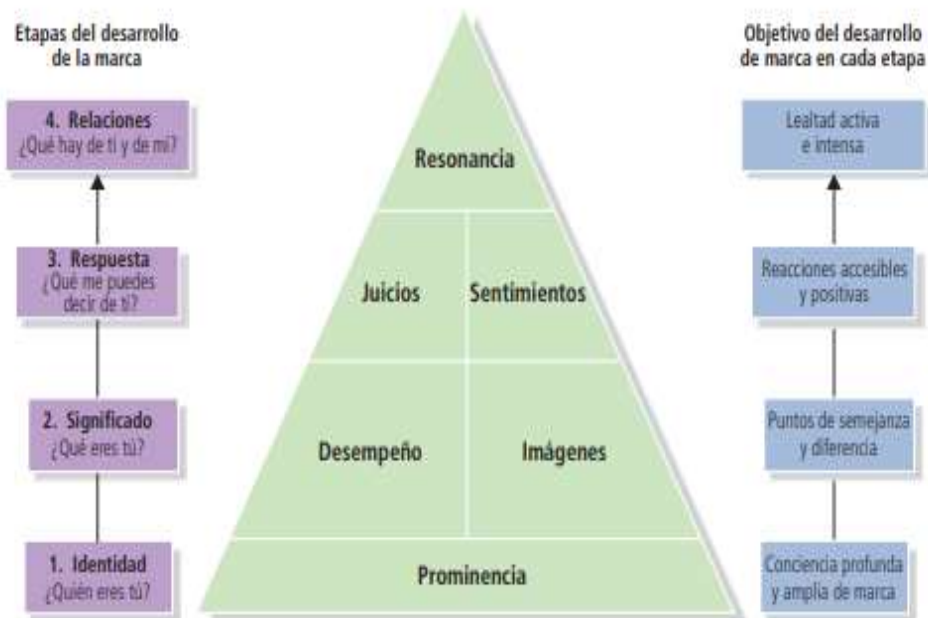 Etapas del desarrollo
de la marca
4. Relaciones
¿Qué hay de ti y de mí?
3. Respuesta
¿Qué me puedes
decir de ti?
2. Significado
¿Qué eres tú?
1. Identidad
¿Quién eres tú?
Resonancia
Juicios
Sentimientos
Desempeño
Imágenes
Prominencia
Objetivo del desarrollo
de marca en cada etapa
Lealtad activa
e intensa
Reacciones accesibles
y positivas
Puntos de semejanza
y diferencia
Conciencia profunda
y amplia de marca